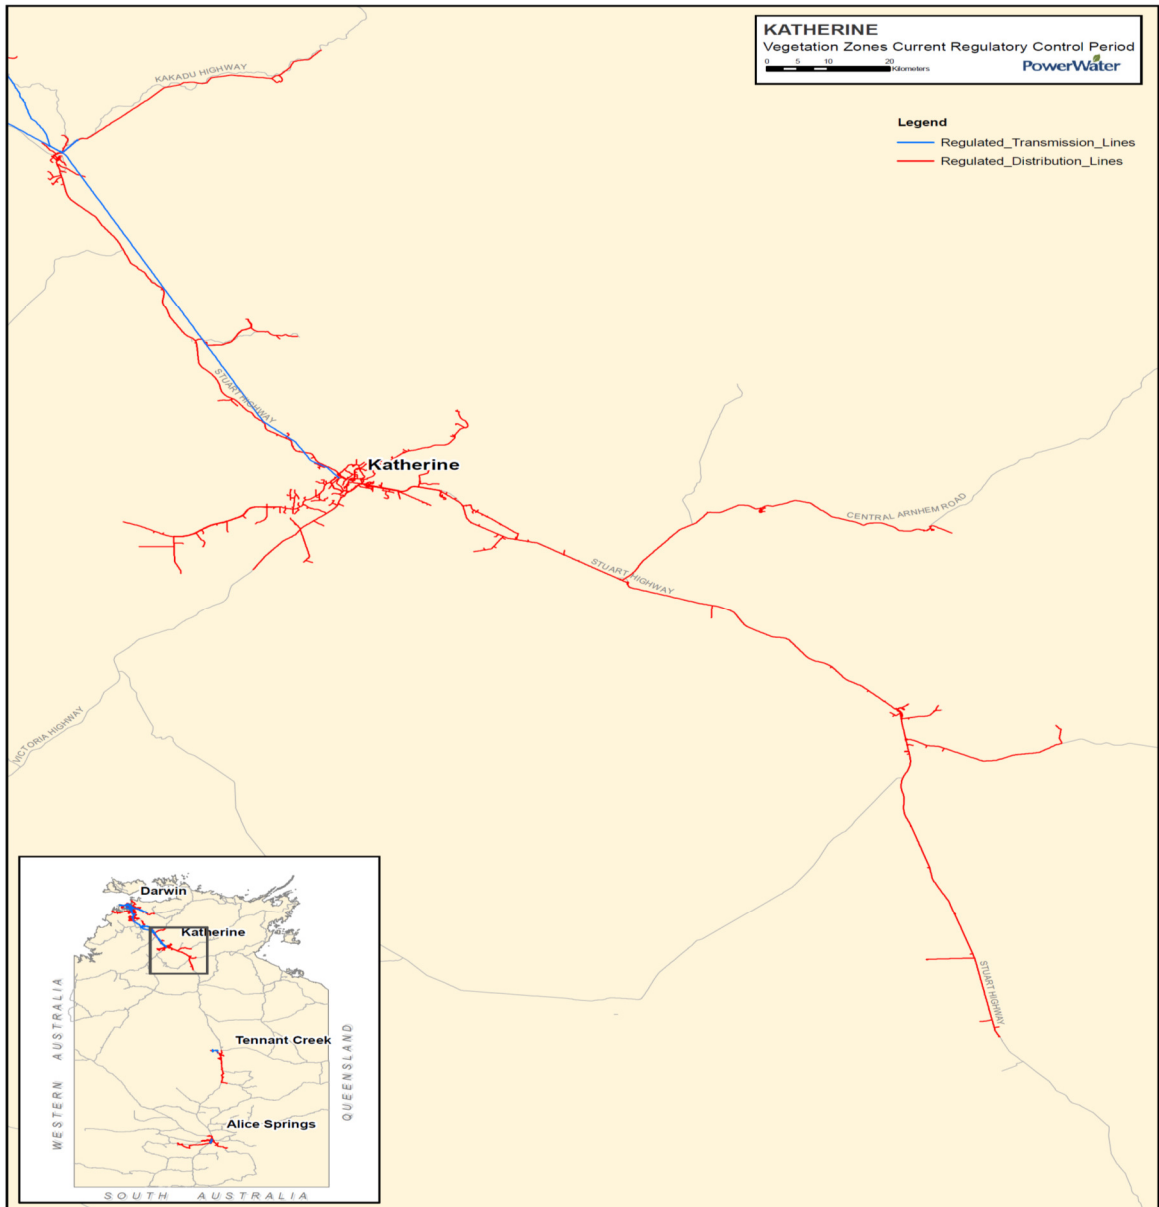 KATHERINE
Vegetation Zones Current Regulatory Control Period
0 5 10 20
Kilometers
PowerWater
Legend
Regulated_Transmission_Lines
Regulated_Distribution_Lines
KAKADU HIGHWAY
STUART HIGHWAY
Katherine
CENTRAL ARNHEM ROAD
STUART HIGHWAY
VICTORIA HIGHWAY
STUART HIGHWAY
Darwin
Katherine
Tennant Creek
Alice Springs
WESTERN AUSTRALIA
QUEENSLAND
SOUTH AUSTRALIA